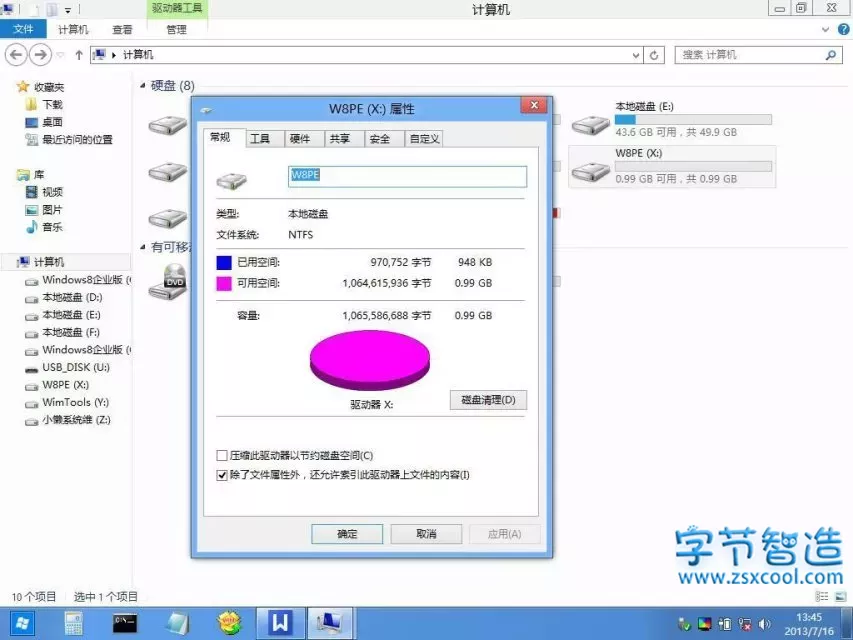 驱动器工具
计算机
文件
计算机
查看
管理
计算机
搜索 计算机
收藏夹
下载
桌面
最近访问的位置
库
视频
图片
音乐
计算机
Windows8企业版 (
本地磁盘 (D:)
本地磁盘 (E:)
本地磁盘 (F:)
Windows8企业版 (
USB_DISK (U:)
W8PE (X:)
WimTools (Y:)
小懒系统维 (Z:)
硬盘 (8)
有可移
DVD
本地磁盘 (E:)
43.6 GB 可用，共 49.9 GB
W8PE (X:)
0.99 GB 可用，共 0.99 GB
W8PE (X:) 属性
常规 工具 硬件 共享 安全 自定义
W8PE
类型: 本地磁盘
文件系统: NTFS
已用空间: 970,752 字节 948 KB
可用空间: 1,064,615,936 字节 0.99 GB
容量: 1,065,586,688 字节 0.99 GB
驱动器 X:
磁盘清理(D)
压缩此驱动器以节约磁盘空间(C)
除了文件属性外，还允许索引此驱动器上文件的内容(I)
确定 取消 应用(A)
字节智造
www.zsxcool.com
10 个项目 选中 1 个项目
W
13:45
2013/7/16